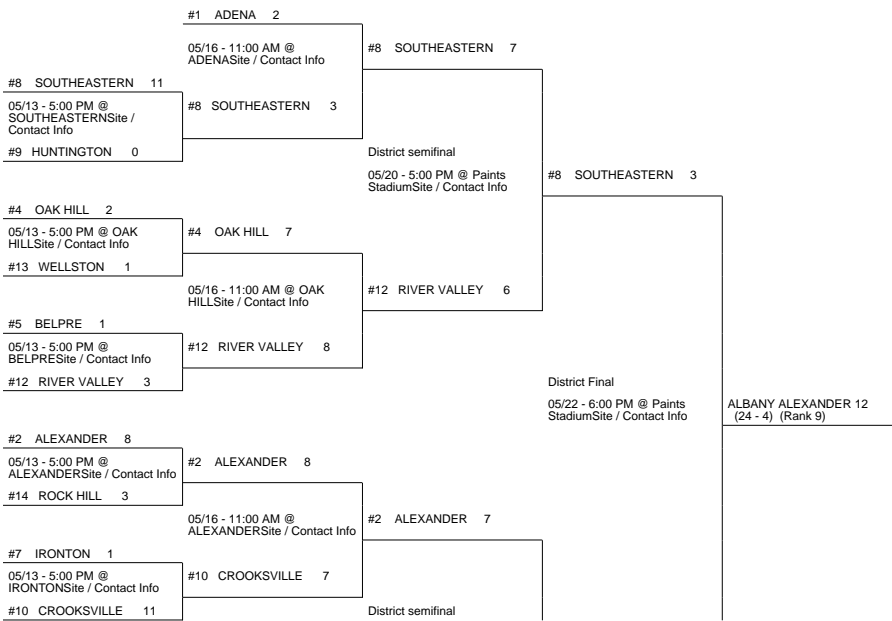 #1 ADENA 2
05/16 - 11:00 AM @
ADENASite / Contact Info
#8 SOUTHEASTERN 7
#8 SOUTHEASTERN 11
05/13 - 5:00 PM @
SOUTHEASTERNSite /
Contact Info
#8 SOUTHEASTERN 3
#9 HUNTINGTON 0
District semifinal
05/20 - 5:00 PM @ Paints
StadiumSite / Contact Info
#8 SOUTHEASTERN 3
#4 OAK HILL 2
05/13 - 5:00 PM @ OAK
HILLSite / Contact Info
#4 OAK HILL 7
#13 WELLSTON 1
05/16 - 11:00 AM @ OAK
HILLSite / Contact Info
#12 RIVER VALLEY 6
#5 BELPRE 1
05/13 - 5:00 PM @
BELPRESite / Contact Info
#12 RIVER VALLEY 8
#12 RIVER VALLEY 3
District Final
05/22 - 6:00 PM @ Paints
StadiumSite / Contact Info
ALBANY ALEXANDER 12
(24 - 4) (Rank 9)
#2 ALEXANDER 8
05/13 - 5:00 PM @
ALEXANDERSite / Contact Info
#2 ALEXANDER 8
#14 ROCK HILL 3
05/16 - 11:00 AM @
ALEXANDERSite / Contact Info
#2 ALEXANDER 7
#7 IRONTON 1
05/13 - 5:00 PM @
IRONTONSite / Contact Info
#10 CROOKSVILLE 7
#10 CROOKSVILLE 11
District semifinal